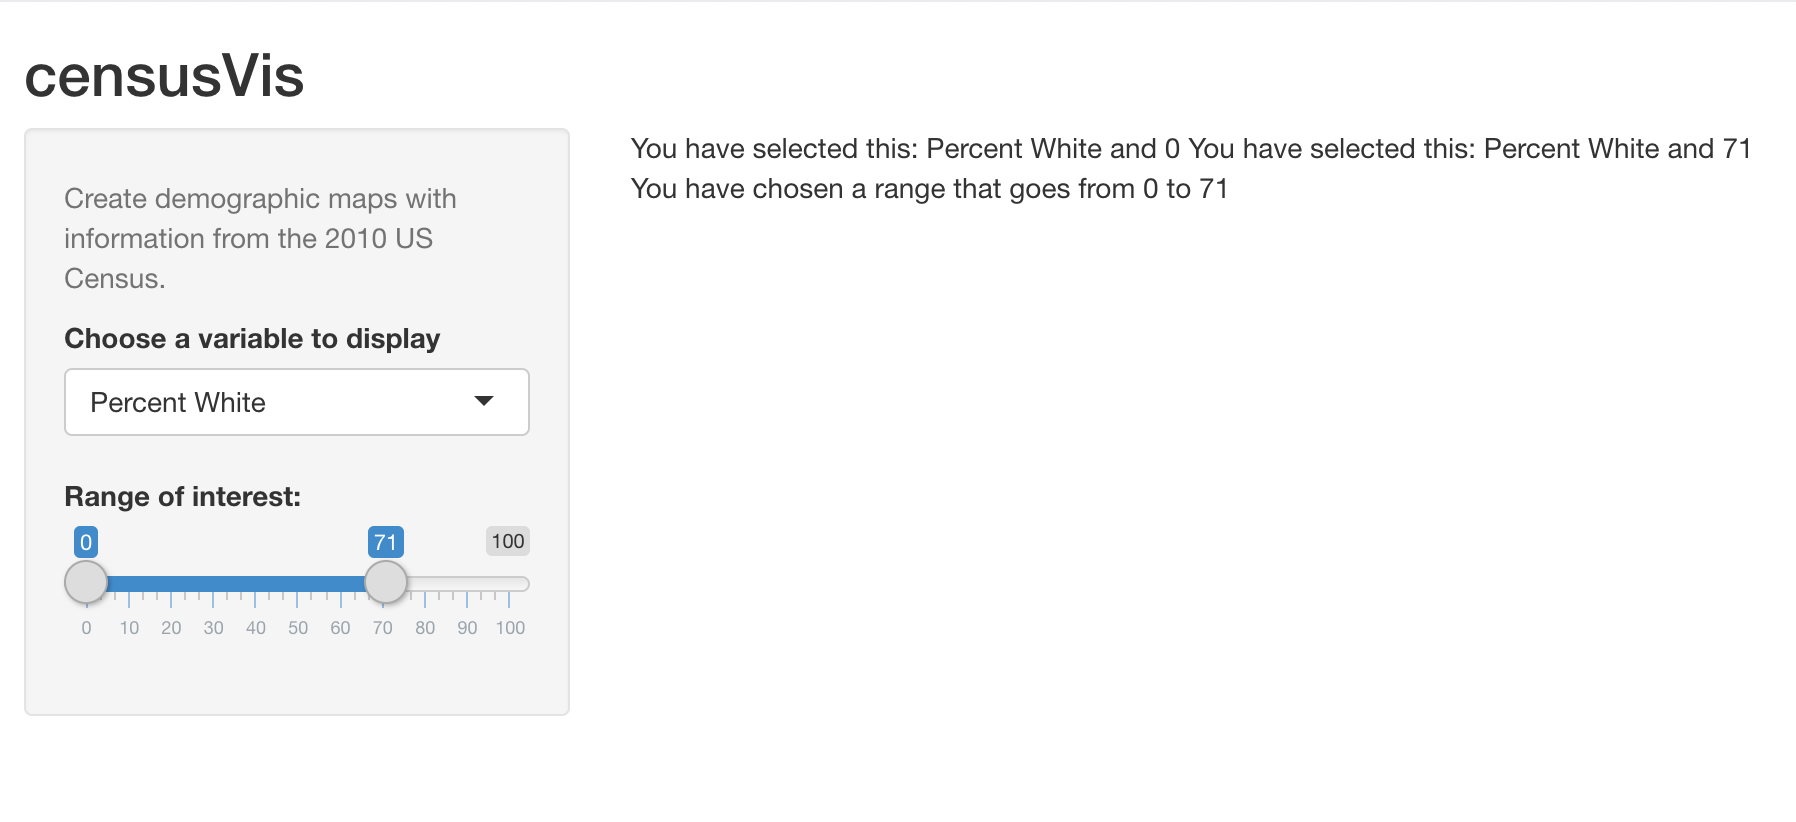 censusVis
Create demographic maps with
information from the 2010 US
Census.
Choose a variable to display
Percent White
Range of interest:
0 71 100
0 10 20 30 40 50 60 70 80 90 100
You have selected this: Percent White and 0 You have selected this: Percent White and 71
You have chosen a range that goes from 0 to 71